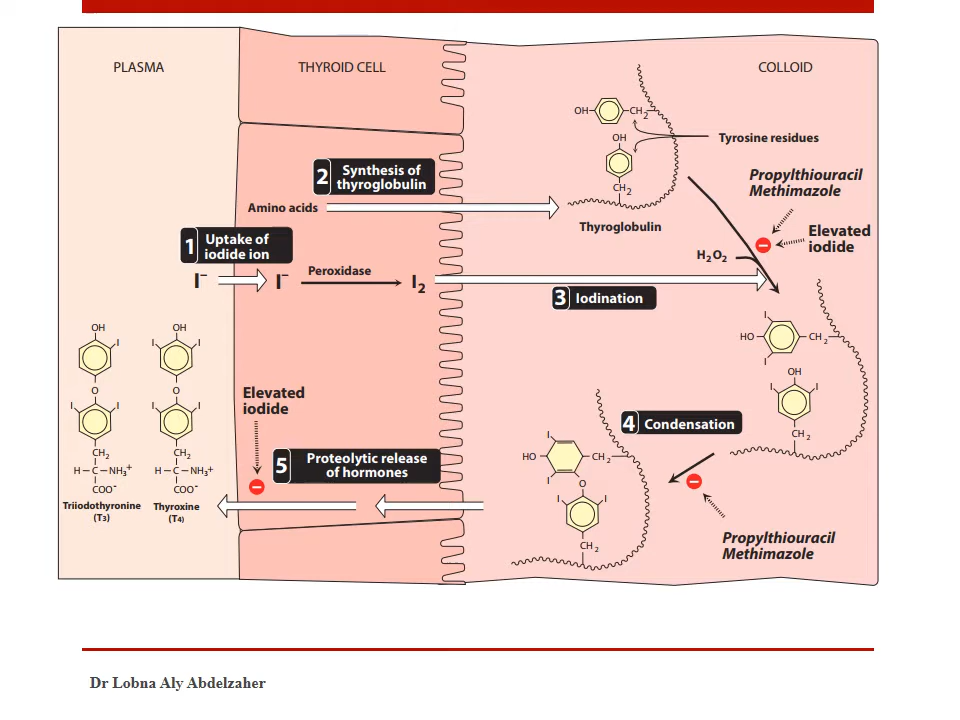 PLASMA
THYROID CELL
COLLOID
OH
CH2
OH
CH2
Tyrosine residues
Thyroglobulin
Propylthiouracil
Methimazole
Elevated
iodide
H2O2
2 Synthesis of
thyroglobulin
Amino acids
1 Uptake of
iodide ion
I−
I−
Peroxidase
I2
3 Iodination
I
HO
CH2
I
OH
I
I
CH2
4 Condensation
I
HO
CH2
I
O
I
I
CH2
Propylthiouracil
Methimazole
Elevated
iodide
5 Proteolytic release
of hormones
OH
I
O
I
I
CH2
H–C–NH3+
COO-
Triiodothyronine
(T3)
OH
I
I
O
I
I
CH2
H–C–NH3+
COO-
Thyroxine
(T4)
Dr Lobna Aly Abdelzaher